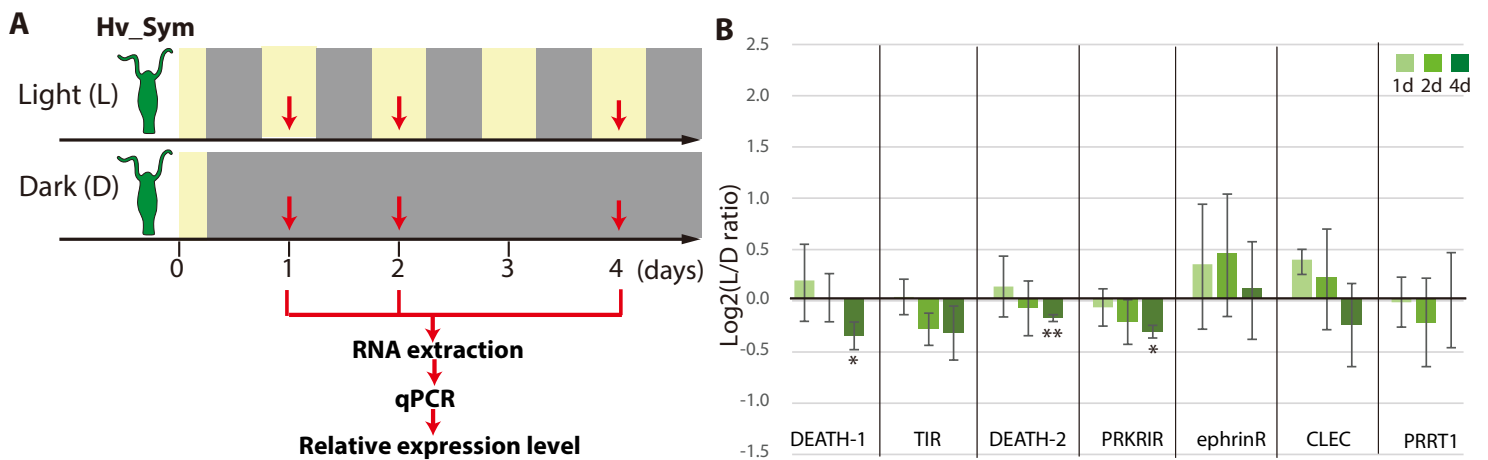 A
Hv_Sym
Light (L)
Dark (D)
0 1 2 3 4 (days)
RNA extraction
qPCR
Relative expression level
B
Log2(L/D ratio)
2.5
2.0
1.5
1.0
0.5
0.0
-0.5
-1.0
-1.5
1d 2d 4d
* ** *
DEATH-1 TIR DEATH-2 PRKRIR ephrinR CLEC PRRT1